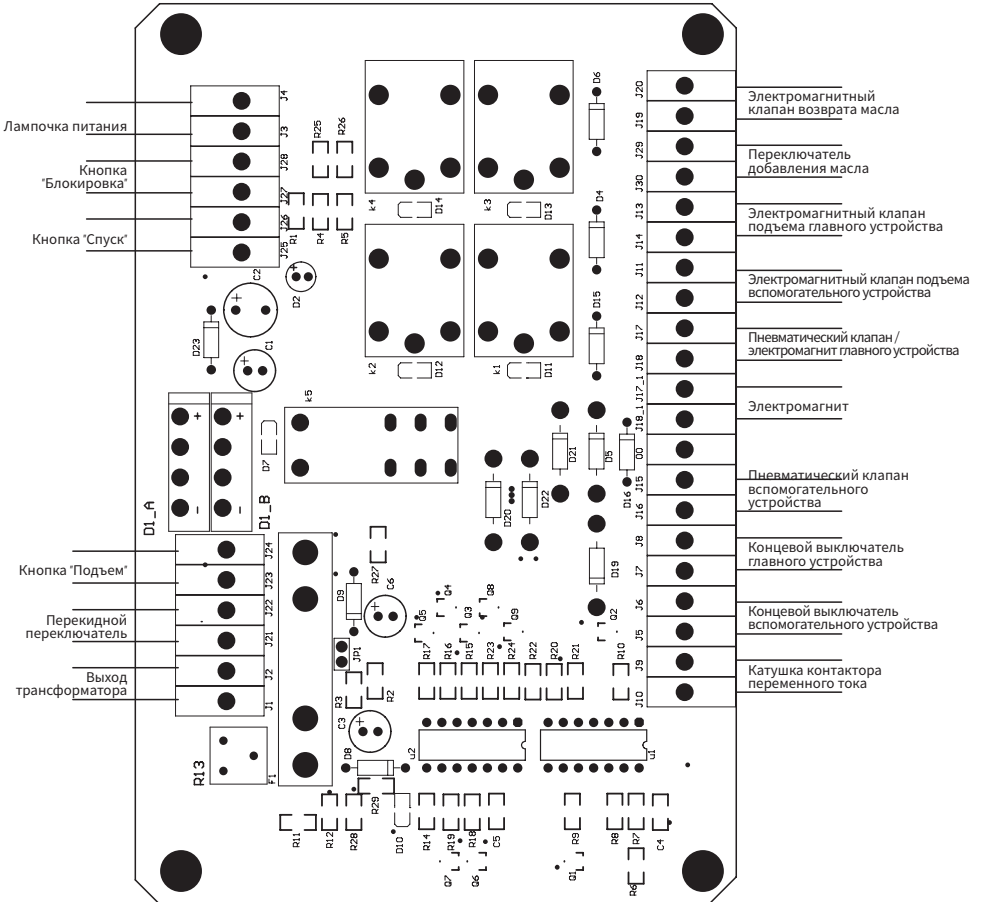 Лампочка питания
Кнопка
"Блокировка"
Кнопка "Спуск"
Кнопка "Подъем"
Перекидной
переключатель
Выход
трансформатора
J4
J3
J28
J27
J26
J25
R25
R26
R1
R4
R5
C2
D2
D23
C1
k4
D14
k3
D13
k2
D12
k1
D11
D6
D4
D15
k5
D7
+
-
+
-
D1_A
D1_B
D21
D5
D16
D20
D22
D19
J24
J23
J22
J21
J2
J1
R27
D9
C6
JP1
R3
R2
C3
D8
F1
R13
Q4
Q8
Q5
Q3
Q9
Q2
R17
R16
R15
R23
R24
R22
R20
R21
R10
u2
u1
R11
R12
R28
R29
D10
R14
R19
R18
C5
R9
R8
R7
C4
Q7
Q6
Q1
R6
J20
J19
J29
J30
J13
J14
J11
J12
J17
J18
J17_1
J18_1
00
J15
J16
J8
J7
J6
J5
J9
J10
Электромагнитный
клапан возврата масла
Переключатель
добавления масла
Электромагнитный клапан
подъема главного устройства
Электромагнитный клапан подъема
вспомогательного устройства
Пневматический клапан /
электромагнит главного устройства
Электромагнит
Пневматический клапан
вспомогательного
устройства
Концевой выключатель
главного устройства
Концевой выключатель
вспомогательного устройства
Катушка контактора
переменного тока